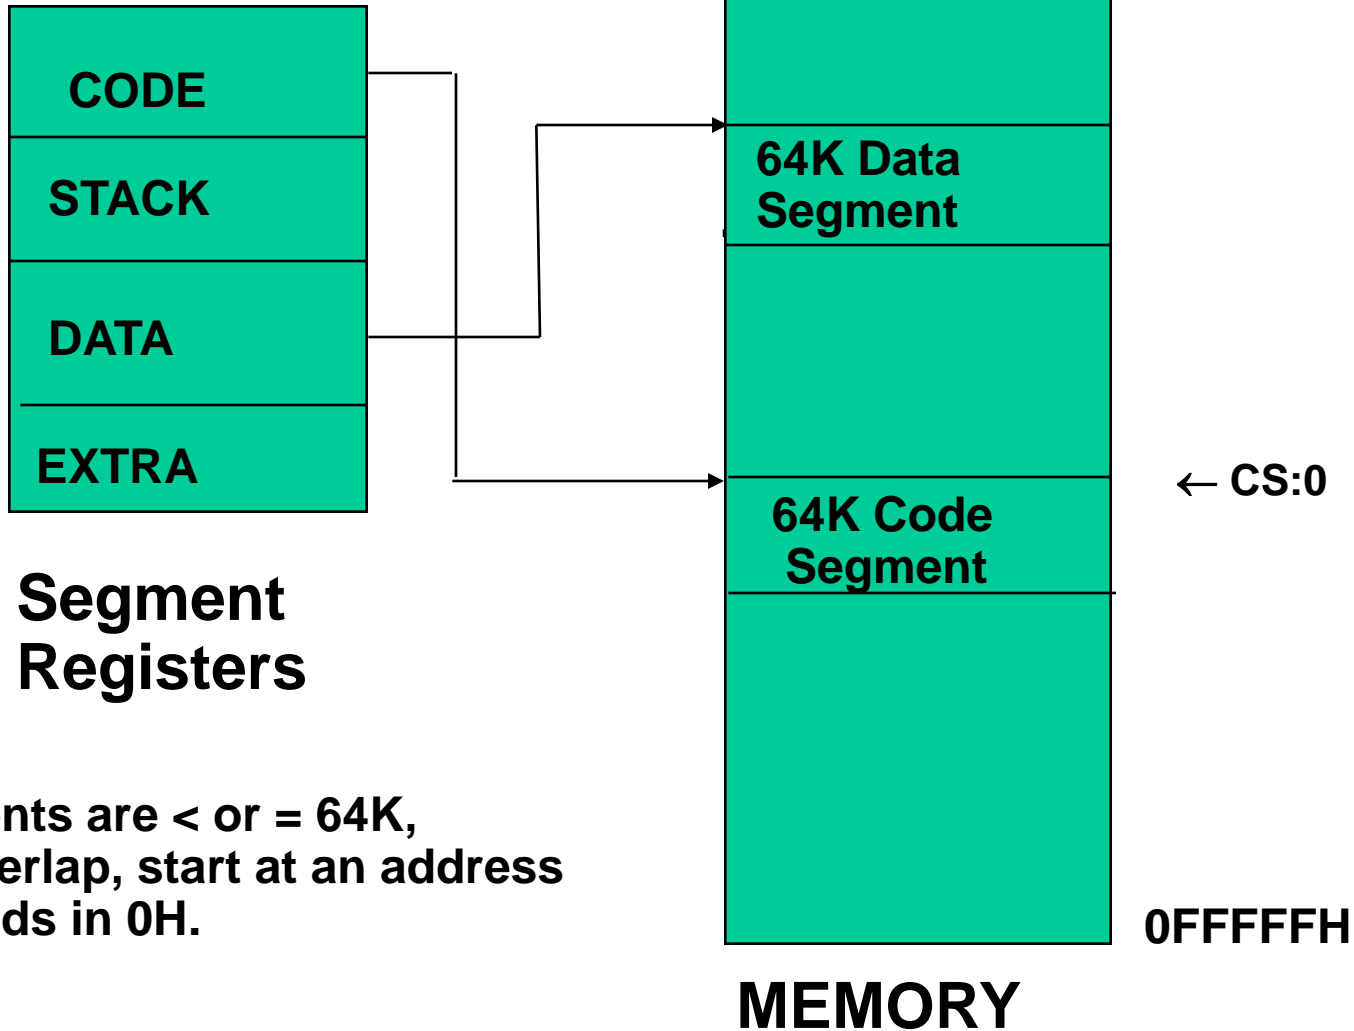 CODE
STACK
DATA
EXTRA
Segment
Registers
64K Data
Segment
← CS:0
64K Code
Segment
nts are < or = 64K,
erlap, start at an address
ds in 0H.
0FFFFFH
MEMORY